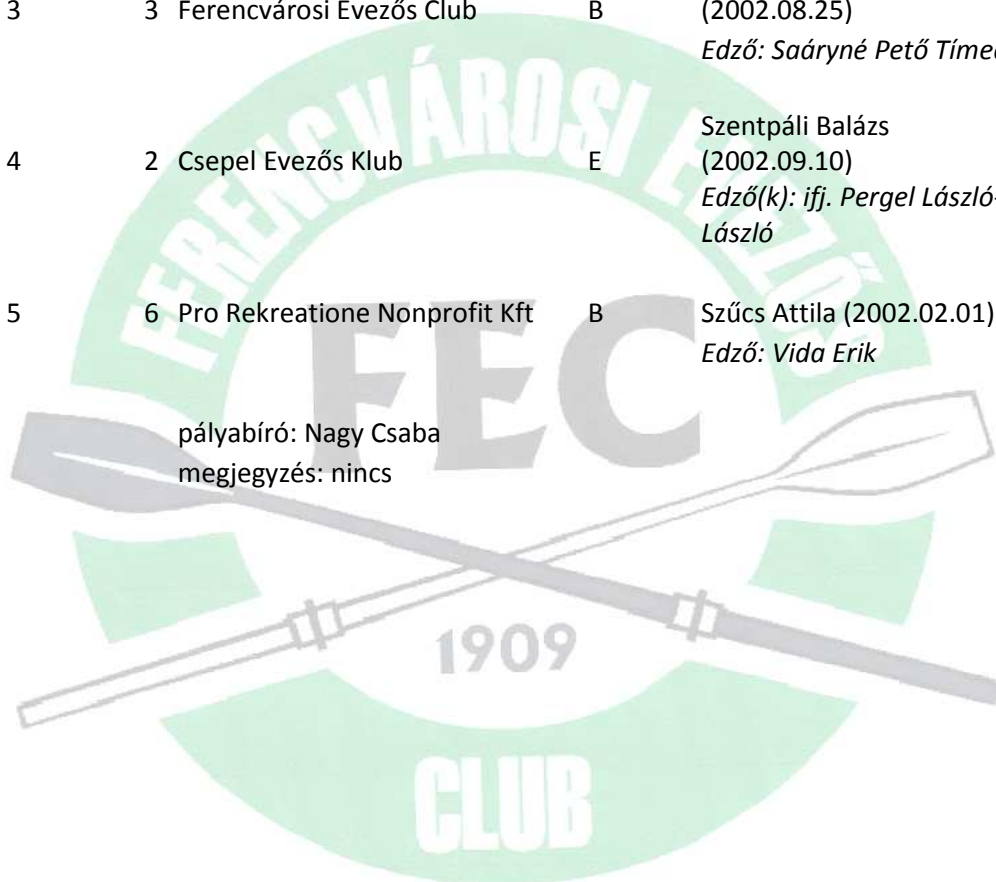 3 3 Ferencvárosi Evezős Club B (2002.08.25)
Edző: Saáryné Pető Tímea
Szentpáli Balázs
4 2 Csepel Evezős Klub E (2002.09.10)
Edző(k): ifj. Pergel László-
László
5 6 Pro Rekreatione Nonprofit Kft B Szűcs Attila (2002.02.01)
Edző: Vida Erik
pályabíró: Nagy Csaba
megjegyzés: nincs
FERENCVÁROSI EVEZŐS
FEC
1909
CLUB